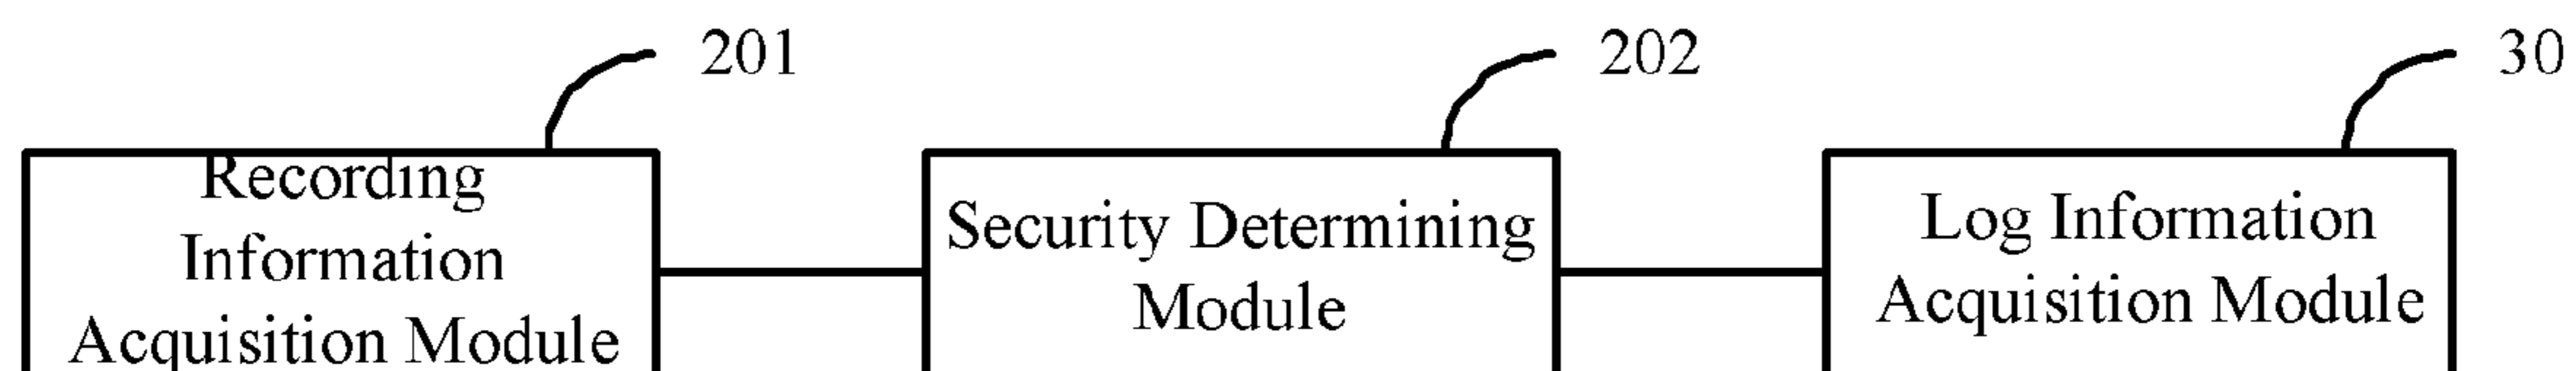 201
202
30
Recording
Information
Acquisition Module
Security Determining
Module
Log Information
Acquisition Module